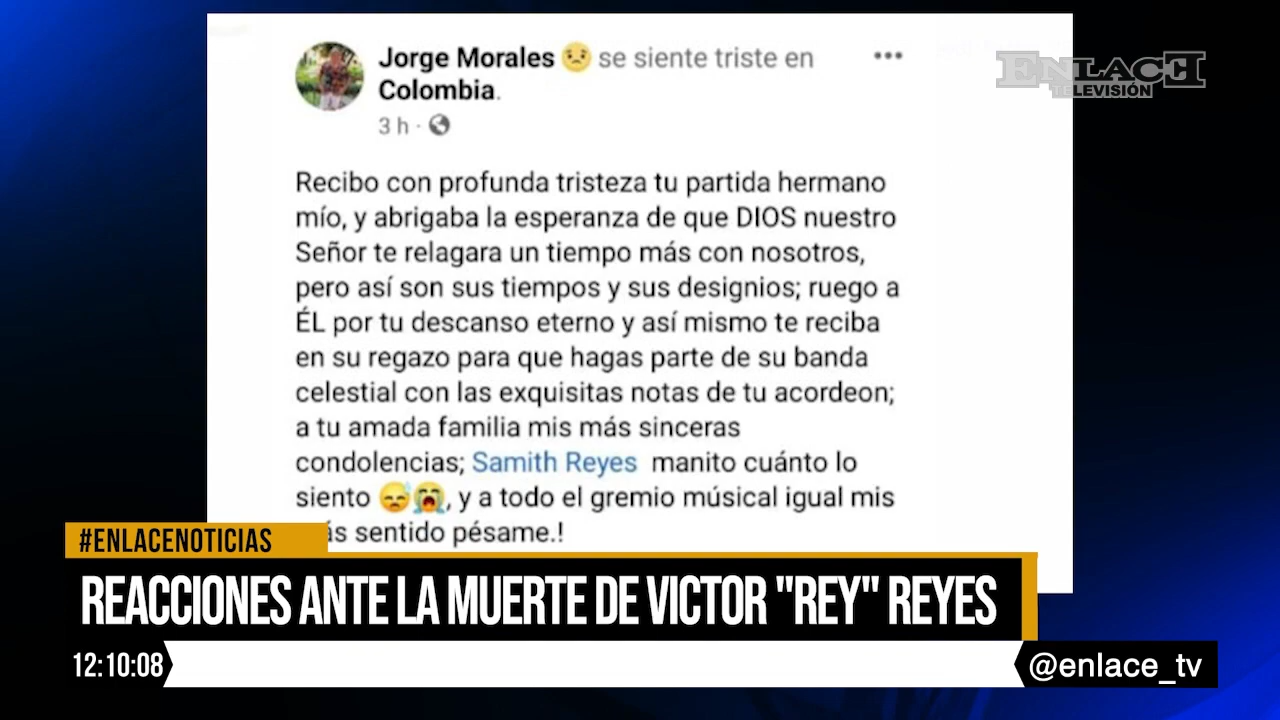 Jorge Morales 😟 se siente triste en
Colombia.
3 h ·
ENLACE
TELEVISIÓN
Recibo con profunda tristeza tu partida hermano
mío, y abrigaba la esperanza de que DIOS nuestro
Señor te relagara un tiempo más con nosotros,
pero así son sus tiempos y sus designios; ruego a
ÉL por tu descanso eterno y así mismo te reciba
en su regazo para que hagas parte de su banda
celestial con las exquisitas notas de tu acordeon;
a tu amada familia mis más sinceras
condolencias; Samith Reyes manito cuánto lo
siento 😅😭, y a todo el gremio músical igual mis
ás sentido pésame.!
#ENLACENOTICIAS
REACCIONES ANTE LA MUERTE DE VICTOR "REY" REYES
12:10:08
@enlace_tv